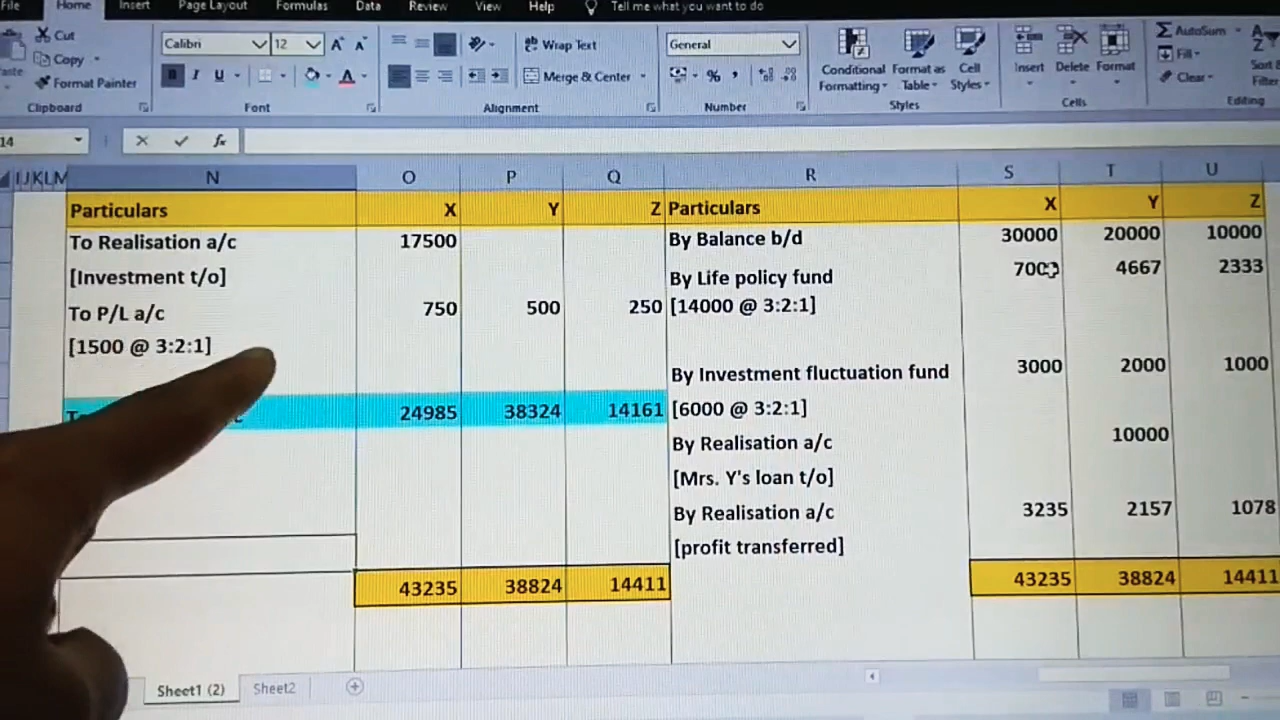 File Home Insert Page Layout Formulas Data Review View Help Tell me what you want to do
Cut
Copy
Format Painter
Clipboard
Calibri 12 A A
B I U A
Font
Wrap Text
Merge & Center
Alignment
General
% ,
Number
Conditional Formatting
Format as Table
Cell Styles
Styles
Insert Delete Format
Cells
AutoSum
Fill
Clear
Sort &
Filter
Editing
14 fx
I J K L M N O P Q R S T U
Particulars X Y Z Particulars X Y Z
To Realisation a/c 17500 By Balance b/d 30000 20000 10000
[Investment t/o] By Life policy fund 7000 4667 2333
To P/L a/c 750 500 250 [14000 @ 3:2:1]
[1500 @ 3:2:1]
By Investment fluctuation fund 3000 2000 1000
24985 38324 14161 [6000 @ 3:2:1]
By Realisation a/c 10000
[Mrs. Y's loan t/o]
By Realisation a/c 3235 2157 1078
[profit transferred]
43235 38824 14411 43235 38824 14411
Sheet1 (2) Sheet2